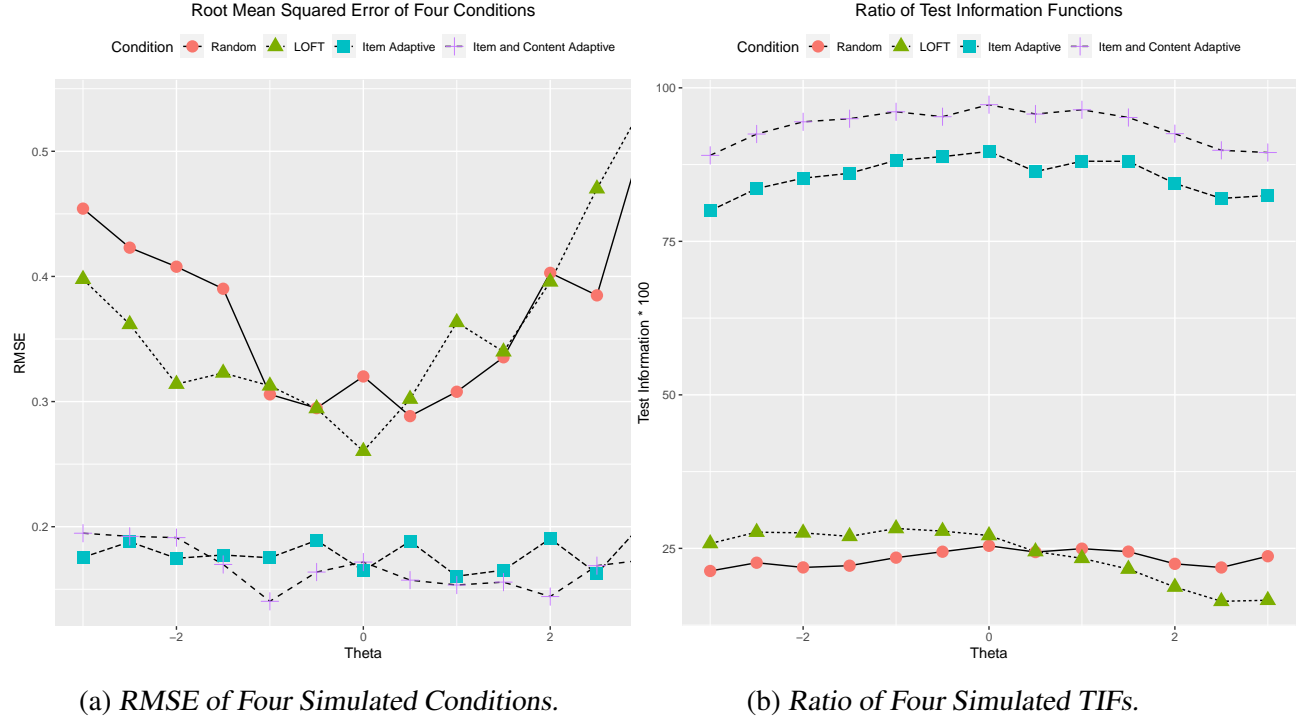 Root Mean Squared Error of Four Conditions
Condition Random LOFT Item Adaptive Item and Content Adaptive
0.5
0.4
0.3
0.2
RMSE
−2 0 2
Theta
(a) RMSE of Four Simulated Conditions.
Ratio of Test Information Functions
Condition Random LOFT Item Adaptive Item and Content Adaptive
100
75
50
25
Test Information * 100
−2 0 2
Theta
(b) Ratio of Four Simulated TIFs.